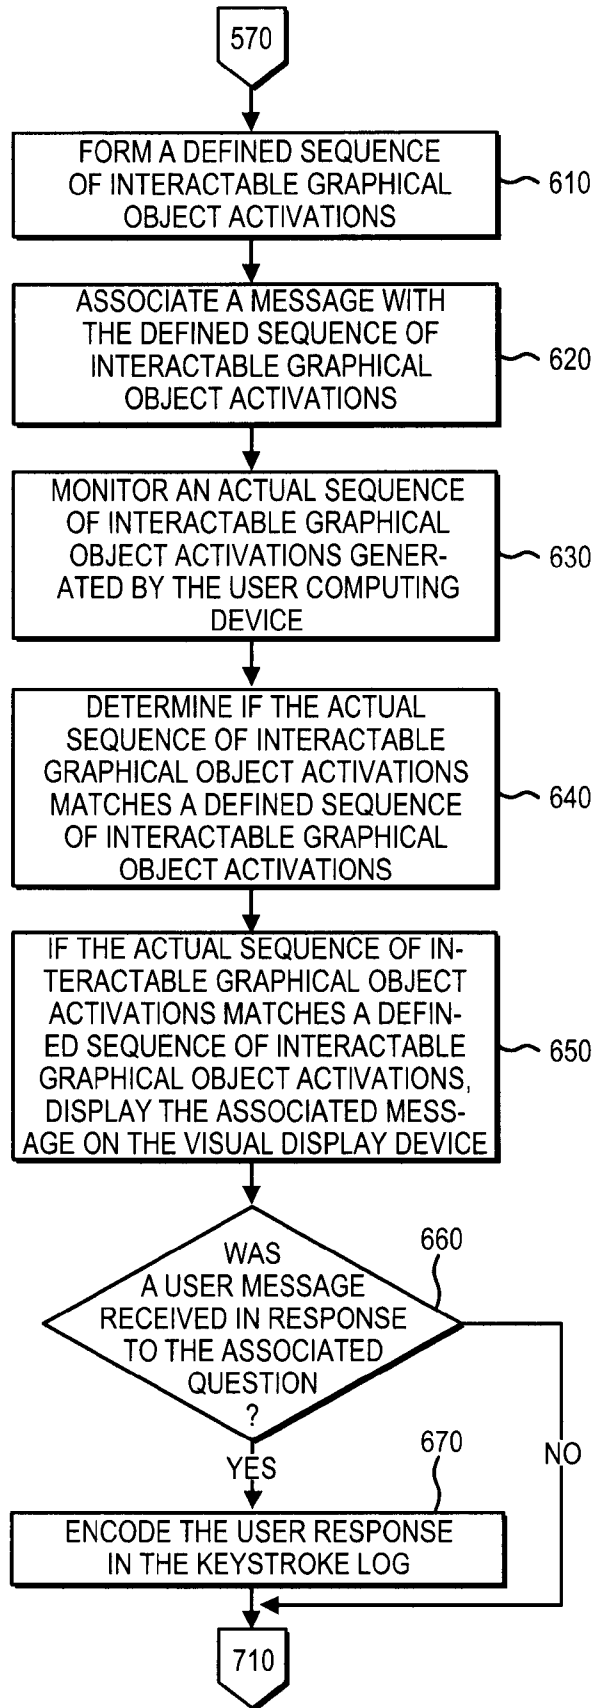 570
FORM A DEFINED SEQUENCE
OF INTERACTABLE GRAPHICAL
OBJECT ACTIVATIONS
610
ASSOCIATE A MESSAGE WITH
THE DEFINED SEQUENCE OF
INTERACTABLE GRAPHICAL
OBJECT ACTIVATIONS
620
MONITOR AN ACTUAL SEQUENCE
OF INTERACTABLE GRAPHICAL
OBJECT ACTIVATIONS GENER-
ATED BY THE USER COMPUTING
DEVICE
630
DETERMINE IF THE ACTUAL
SEQUENCE OF INTERACTABLE
GRAPHICAL OBJECT ACTIVATIONS
MATCHES A DEFINED SEQUENCE
OF INTERACTABLE GRAPHICAL
OBJECT ACTIVATIONS
640
IF THE ACTUAL SEQUENCE OF IN-
TERACTABLE GRAPHICAL OBJECT
ACTIVATIONS MATCHES A DEFIN-
ED SEQUENCE OF INTERACTABLE
GRAPHICAL OBJECT ACTIVATIONS,
DISPLAY THE ASSOCIATED MESS-
AGE ON THE VISUAL DISPLAY DEVICE
650
WAS
A USER MESSAGE
RECEIVED IN RESPONSE
TO THE ASSOCIATED
QUESTION
?
660
YES
NO
670
ENCODE THE USER RESPONSE
IN THE KEYSTROKE LOG
710